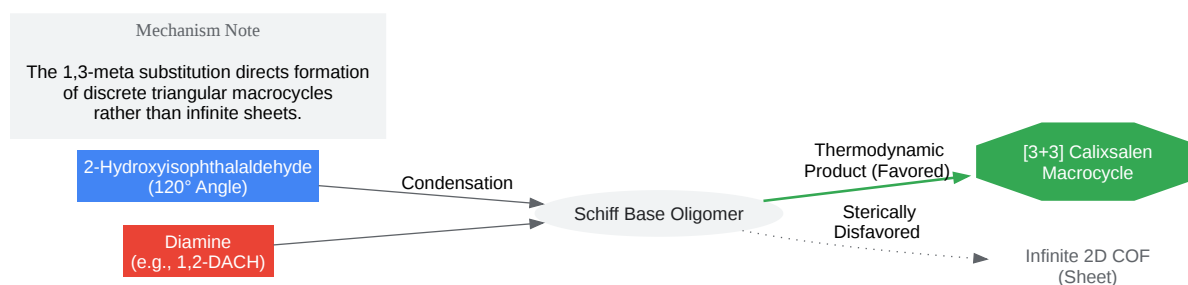 Mechanism Note
The 1,3-meta substitution directs formation
of discrete triangular macrocycles
rather than infinite sheets.
2-Hydroxyisophthalaldehyde
(120° Angle)
Condensation
Diamine
(e.g., 1,2-DACH)
Schiff Base Oligomer
Thermodynamic
Product (Favored)
Sterically
Disfavored
[3+3] Calixsalen
Macrocycle
Infinite 2D COF
(Sheet)